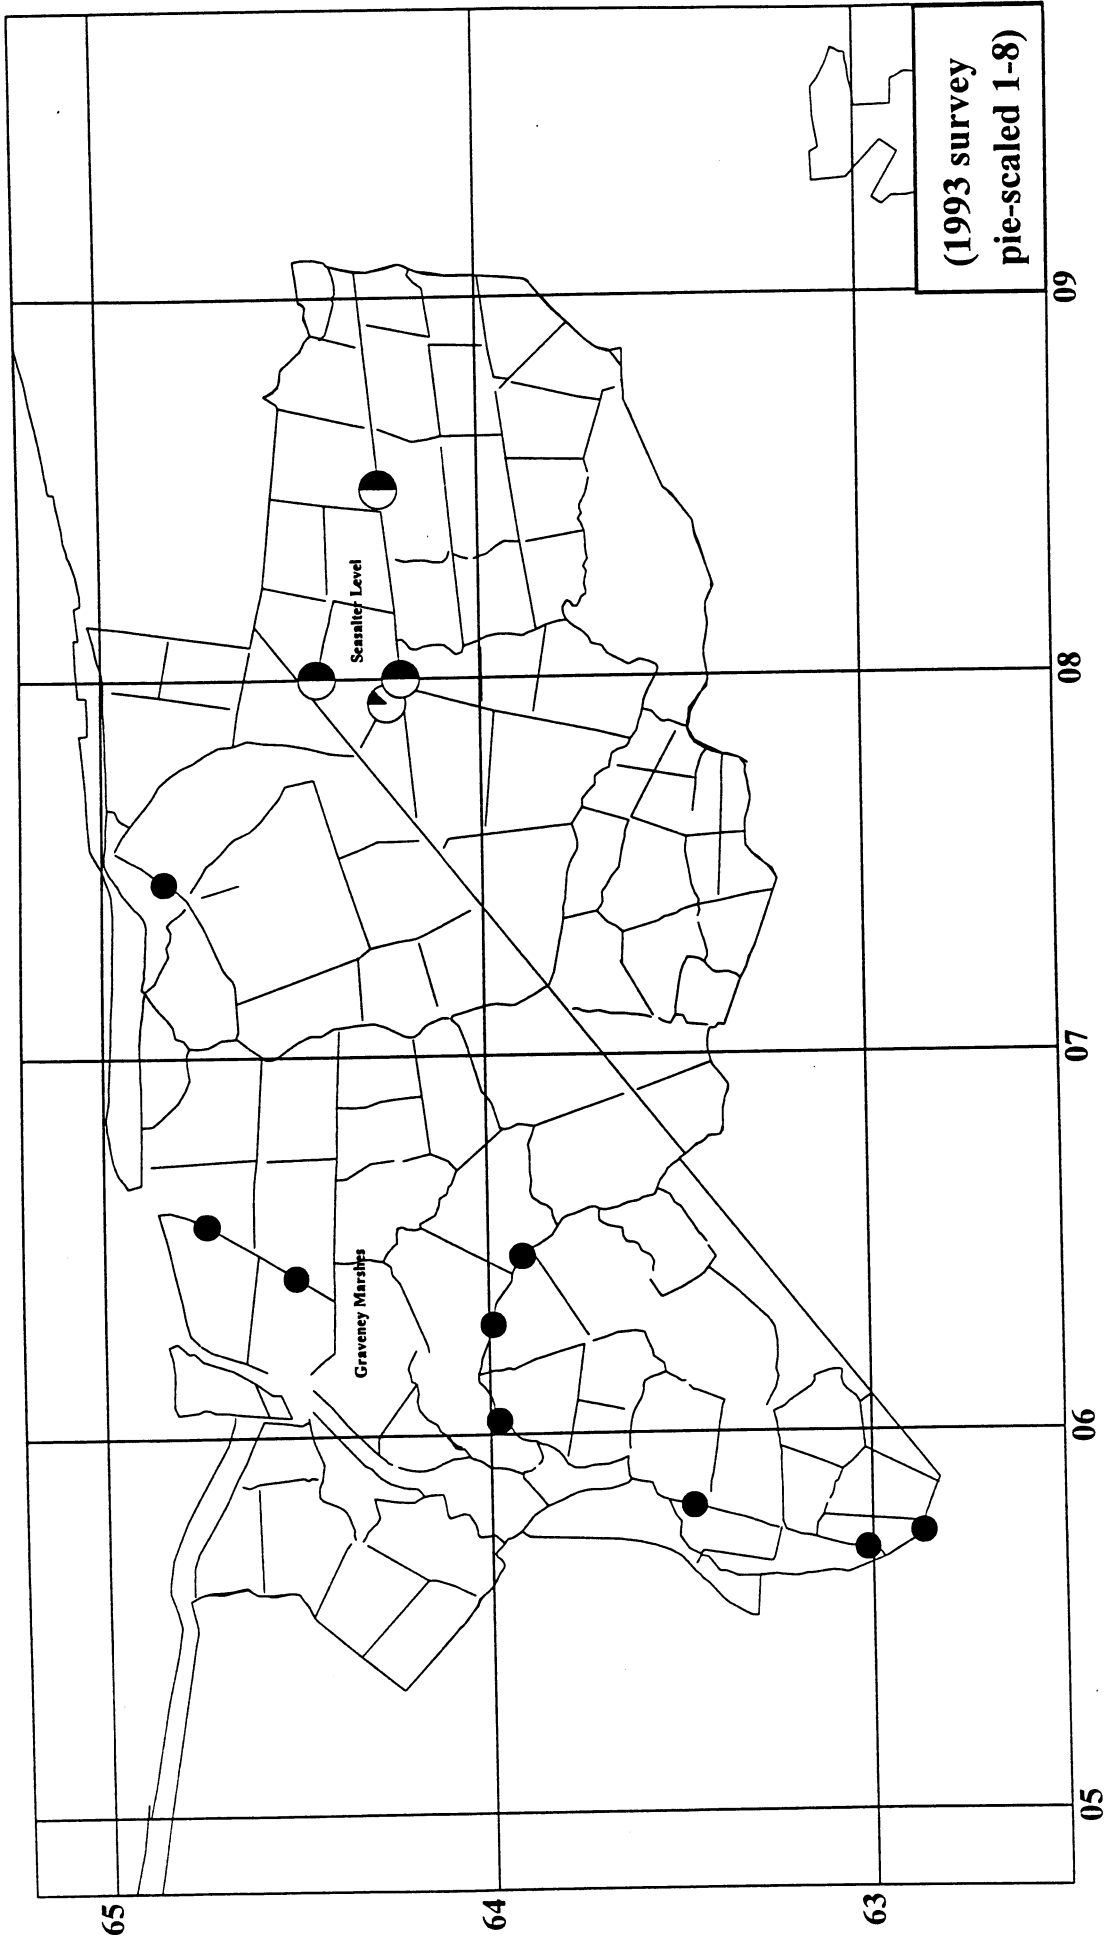 (1993 survey
pie-scaled 1-8)
Seasalter Level
Graveney Marshes
65
64
63
05
06
07
08
09